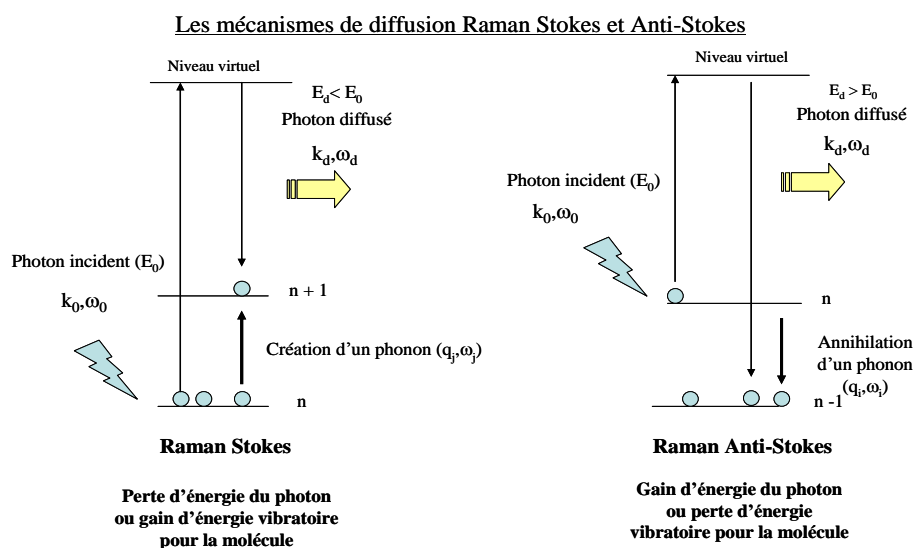 Les mécanismes de diffusion Raman Stokes et Anti-Stokes
Niveau virtuel
E_d < E_0
Photon diffusé
k_d,ω_d
Photon incident (E_0)
k_0,ω_0
n + 1
Création d'un phonon (q_j,ω_j)
n
Raman Stokes
Perte d'énergie du photon
ou gain d'énergie vibratoire
pour la molécule
Niveau virtuel
E_d > E_0
Photon diffusé
k_d,ω_d
Photon incident (E_0)
k_0,ω_0
n
Annihilation
d'un phonon
(q_i,ω_i)
n -1
Raman Anti-Stokes
Gain d'énergie du photon
ou perte d'énergie
vibratoire pour la molécule